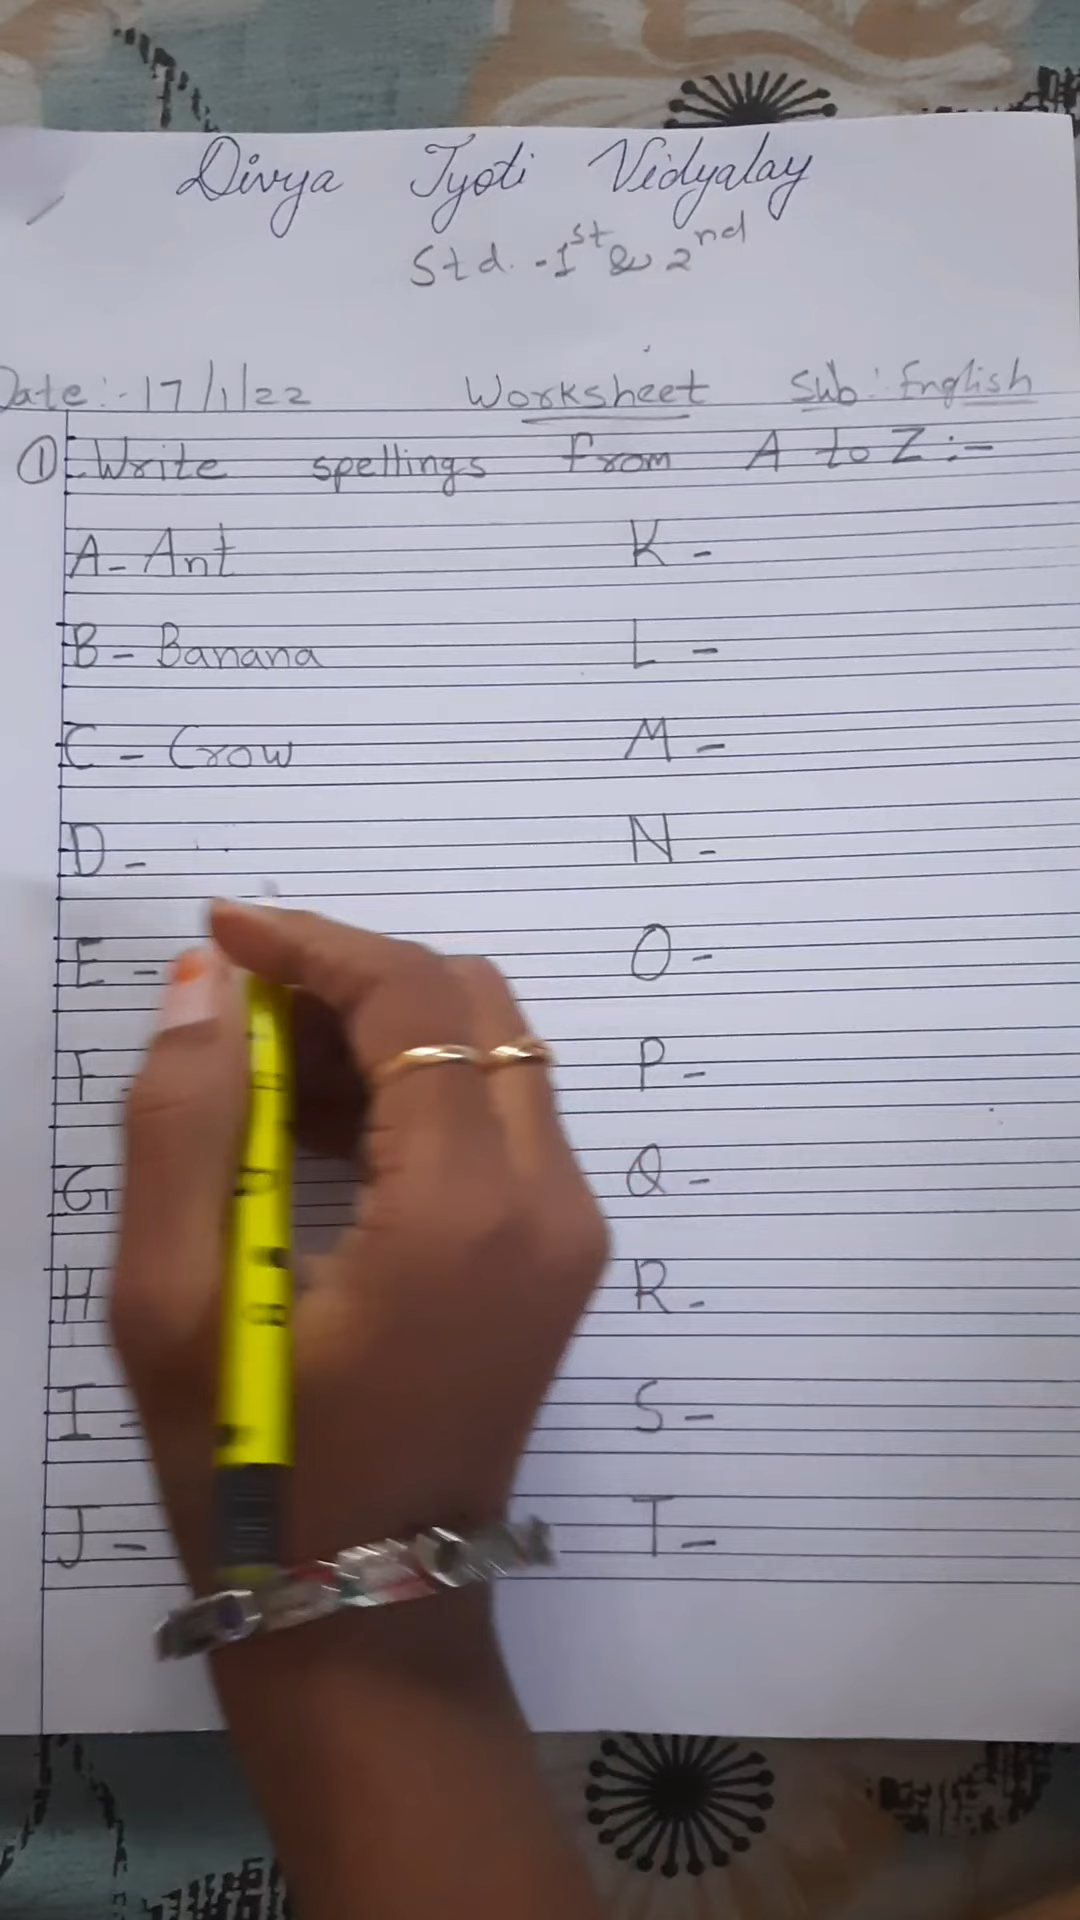 Divya Jyoti Vidyalay
Std. - 1st & 2nd
Date:- 17/1/22 Worksheet Sub: English
① Write spellings from A to Z :-
A - Ant K -
B - Banana L -
C - Crow M -
D - N -
E - O -
F - P -
G Q -
H R -
I - S -
J - T -